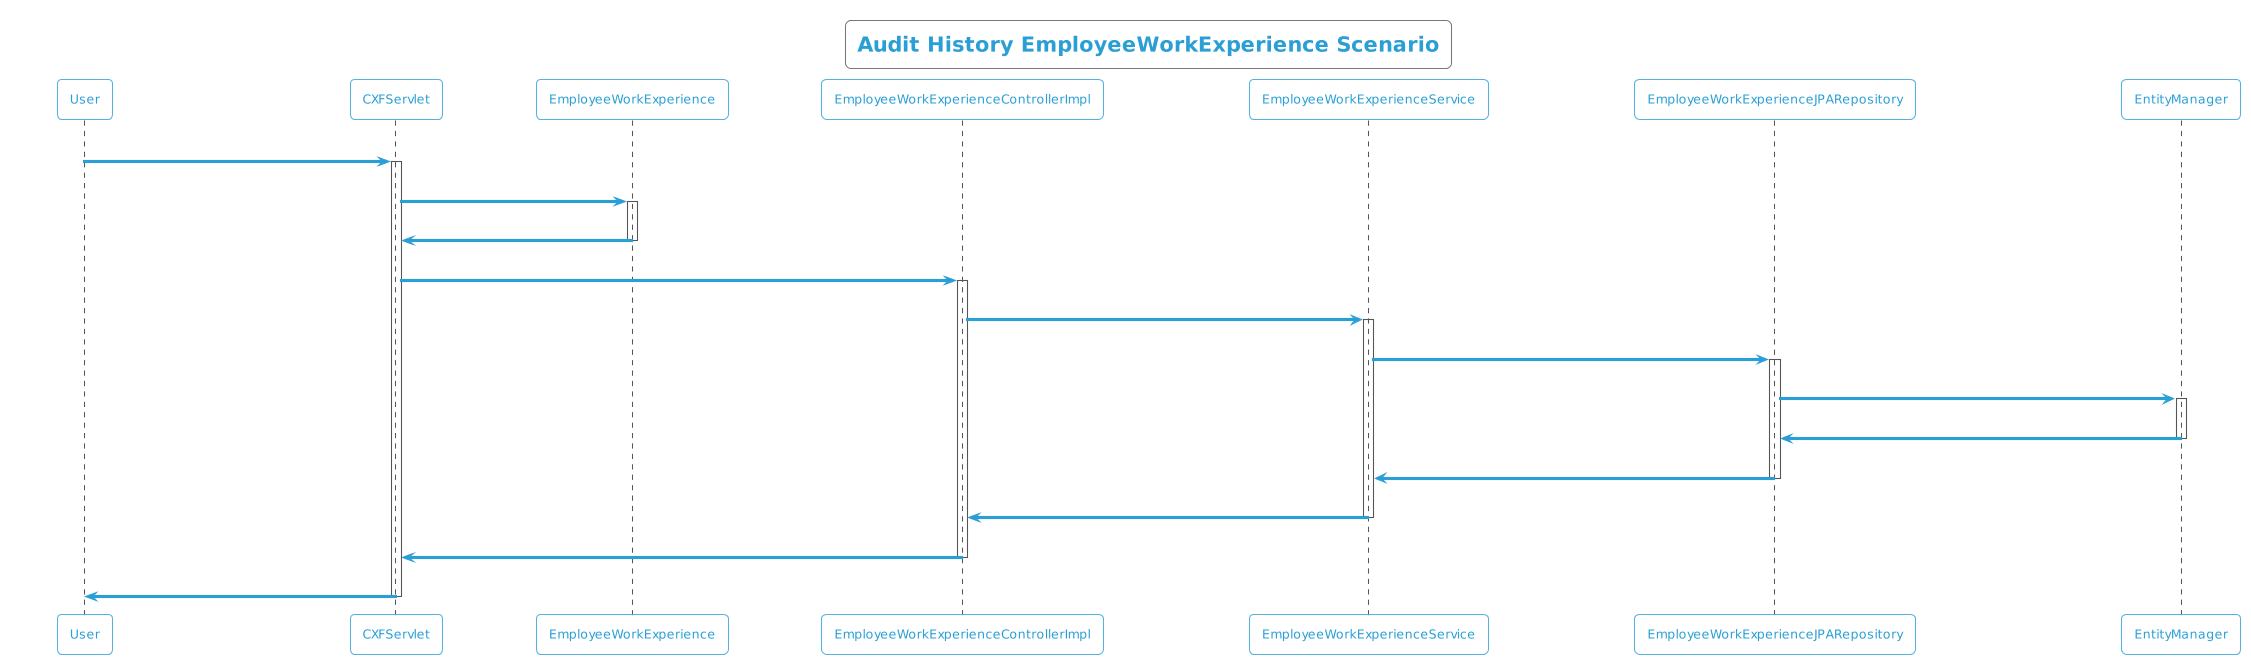 Audit History EmployeeWorkExperience Scenario
User
CXFServlet
EmployeeWorkExperience
EmployeeWorkExperienceControllerImpl
EmployeeWorkExperienceService
EmployeeWorkExperienceJPARepository
EntityManager
User
CXFServlet
EmployeeWorkExperience
EmployeeWorkExperienceControllerImpl
EmployeeWorkExperienceService
EmployeeWorkExperienceJPARepository
EntityManager